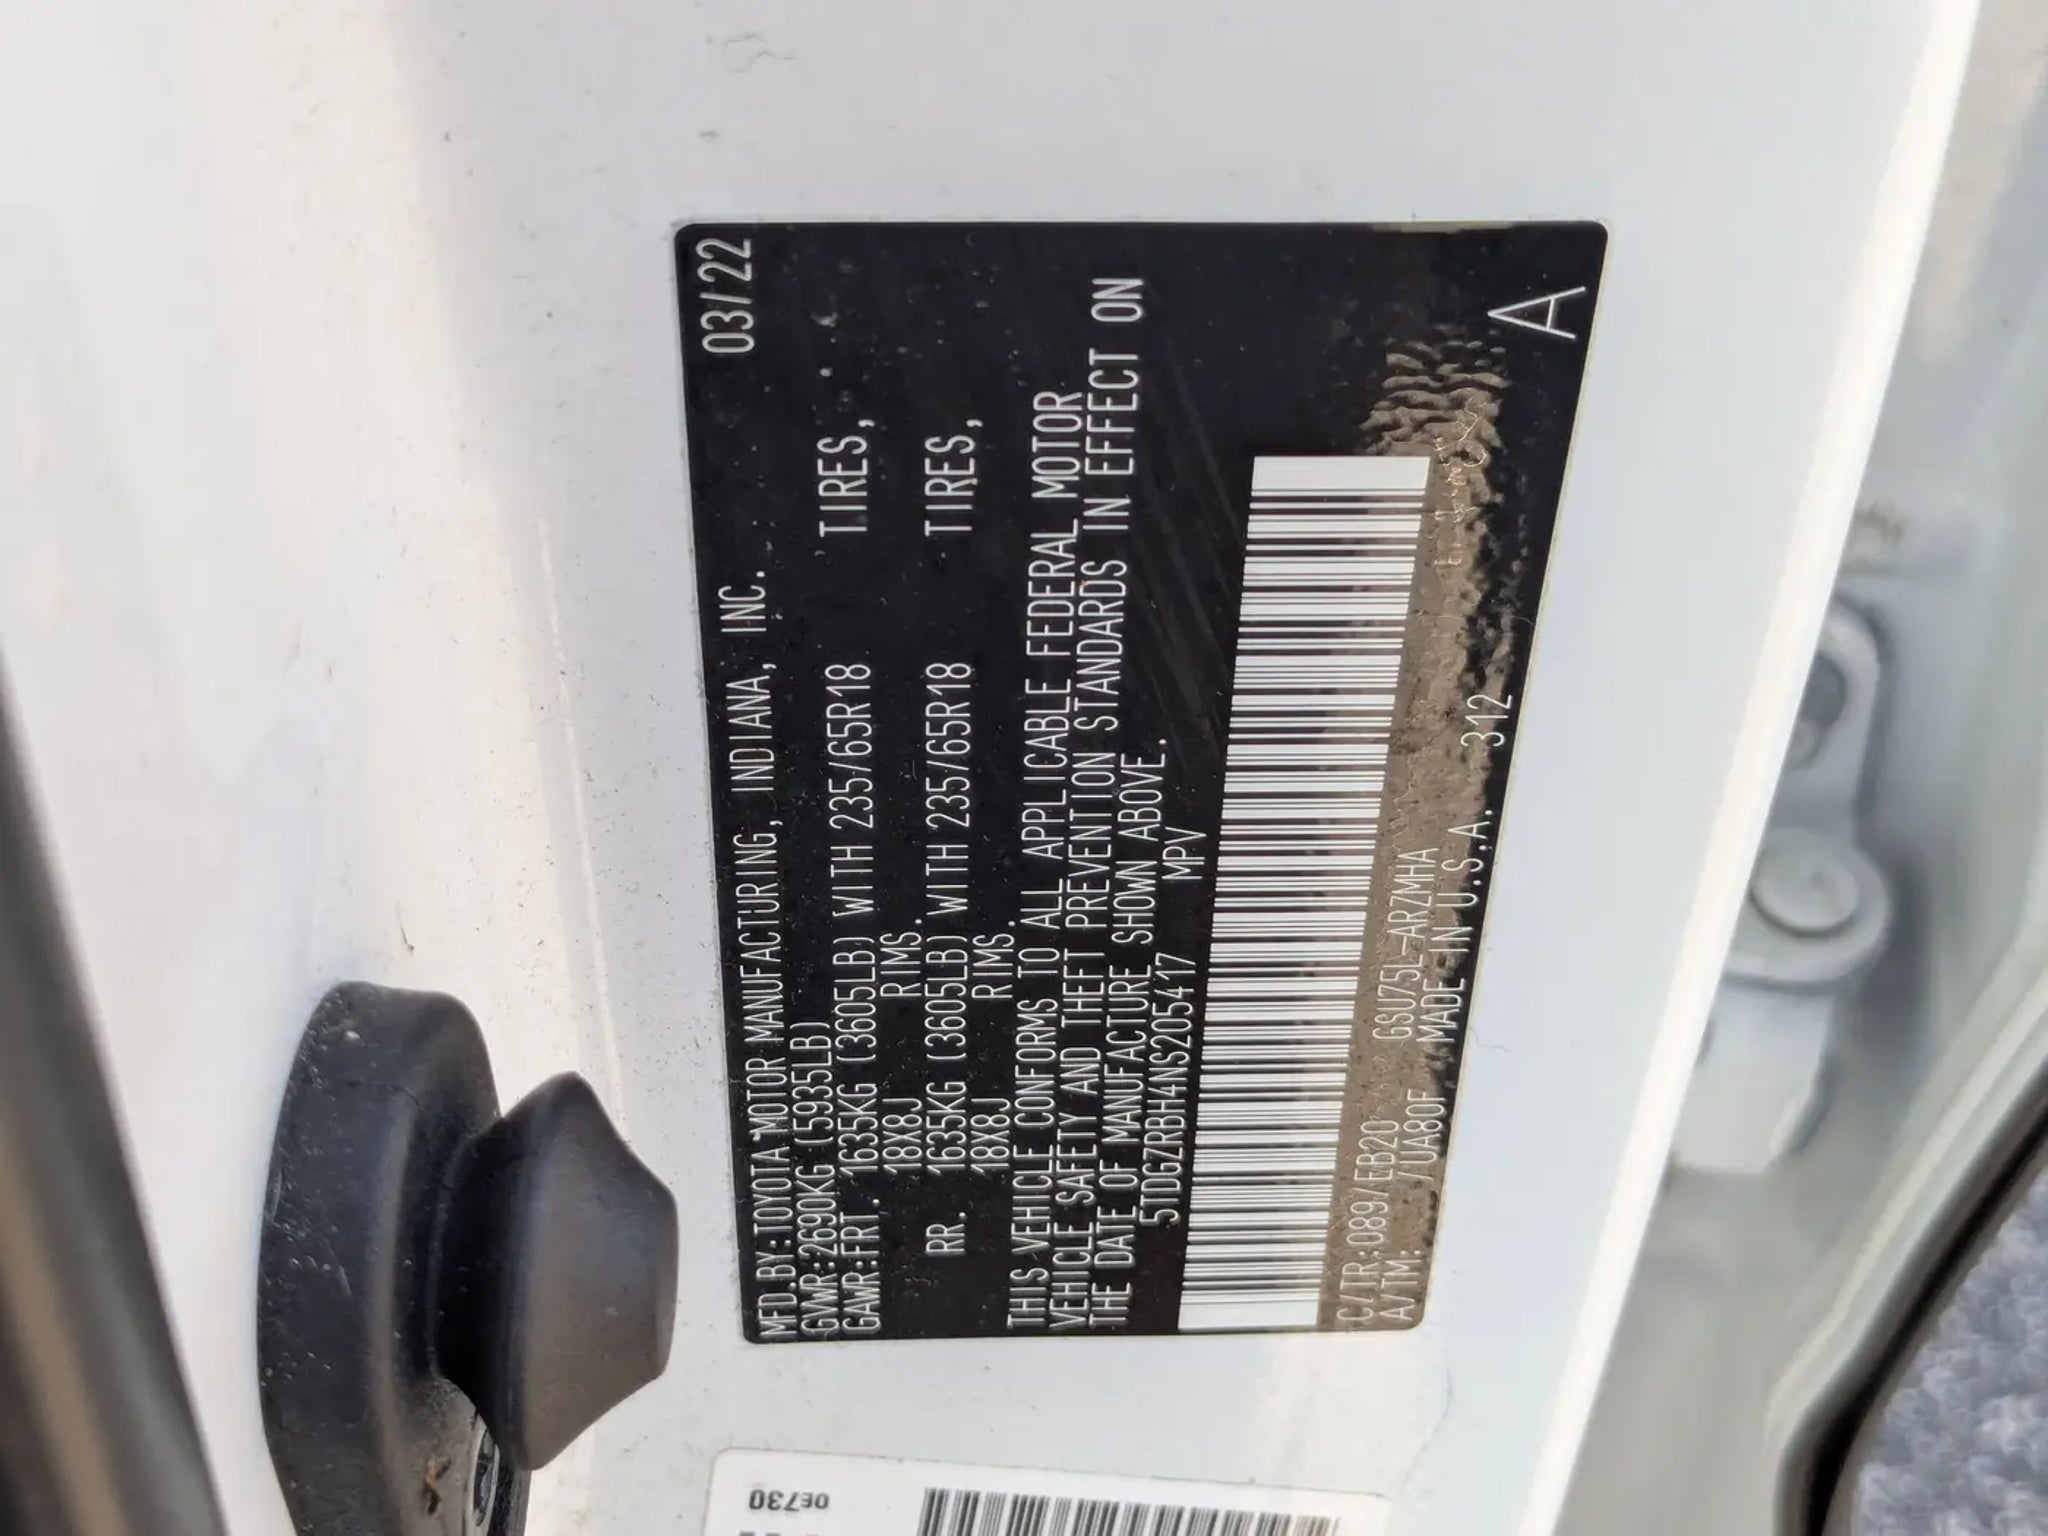 MFD.BY:TOYOTA MOTOR MANUFACTURING, INDIANA, INC. 03/22
GVWR:2690KG (5935LB)
GAWR:FRT. 1635KG (3605LB) WITH 235/65R18 TIRES,
18X8J RIMS.
RR. 1635KG (3605LB) WITH 235/65R18 TIRES,
18X8J RIMS.
THIS VEHICLE CONFORMS TO ALL APPLICABLE FEDERAL MOTOR
VEHICLE SAFETY AND THEFT PREVENTION STANDARDS IN EFFECT ON
THE DATE OF MANUFACTURE SHOWN ABOVE.
5TDGZRBH4NS205417 MPV
C/TR:089/EB20 GSU75L-ARZMHA
A/TM: /UA80F MADE IN U.S.A. 312
A
0E730